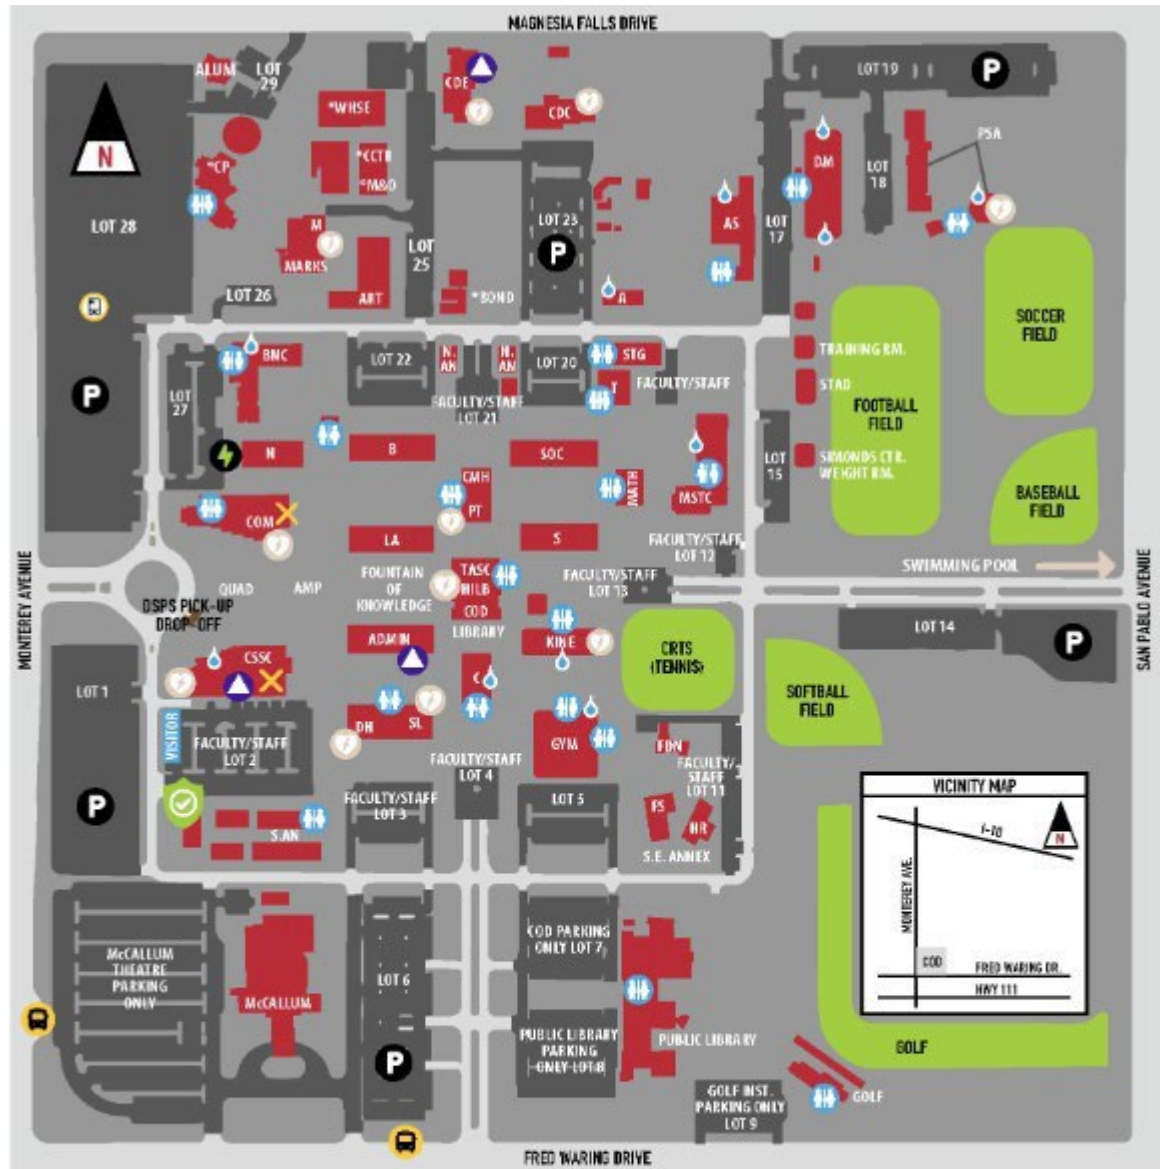 MAGNESIA FALLS DRIVE
ALUM
LOT
29
CDE
LOT 19
P
*WHSE
CDC
PSA
N
*CP
*CCTR
*M&O
DM
LOT
18
LOT 28
M
LOT 23
AS
LOT
17
P
MARKS
LOT
25
LOT 26
ART
*BOND
A
SOCCER
FIELD
BNC
LOT 22
N.
AN
N.
AN
LOT 20
STG
TRAINING RM.
P
LOT
27
FACULTY/STAFF
LOT 21
T
FACULTY/STAFF
STAD
FOOTBALL
FIELD
N
B
SOC
LOT
15
SIMONDS CTR.
WEIGHT RM.
CMH
PT
MATH
MSTC
BASEBALL
FIELD
COM
LA
S
FACULTY/STAFF
LOT 12
SWIMMING POOL
MONTEREY AVENUE
SAN PABLO AVENUE
QUAD
AMP
FOUNTAIN
OF
KNOWLEDGE
TASC
HILB
COD
LIBRARY
FACULTY/STAFF
LOT 13
DSPS PICK-UP
DROP-OFF
ADMIN
KINE
LOT 14
P
CSSC
C
CRTS
(TENNIS)
LOT 1
SOFTBALL
FIELD
VISITOR
FACULTY/STAFF
LOT 2
DH
SL
GYM
FDN
FACULTY/STAFF
LOT 4
FACULTY/
STAFF
LOT 11
P
FACULTY/STAFF
LOT 3
LOT 5
S.AN
FS
HR
S.E. ANNEX
VICINITY MAP
I-10
N
MONTEREY AVE.
COD
FRED WARING DR.
HWY 111
McCALLUM
THEATRE
PARKING
ONLY
McCALLUM
LOT 6
P
COD PARKING
ONLY LOT 7
PUBLIC LIBRARY
PARKING
ONLY LOT 8
PUBLIC LIBRARY
GOLF
GOLF INST.
PARKING ONLY
LOT 9
GOLF
FRED WARING DRIVE